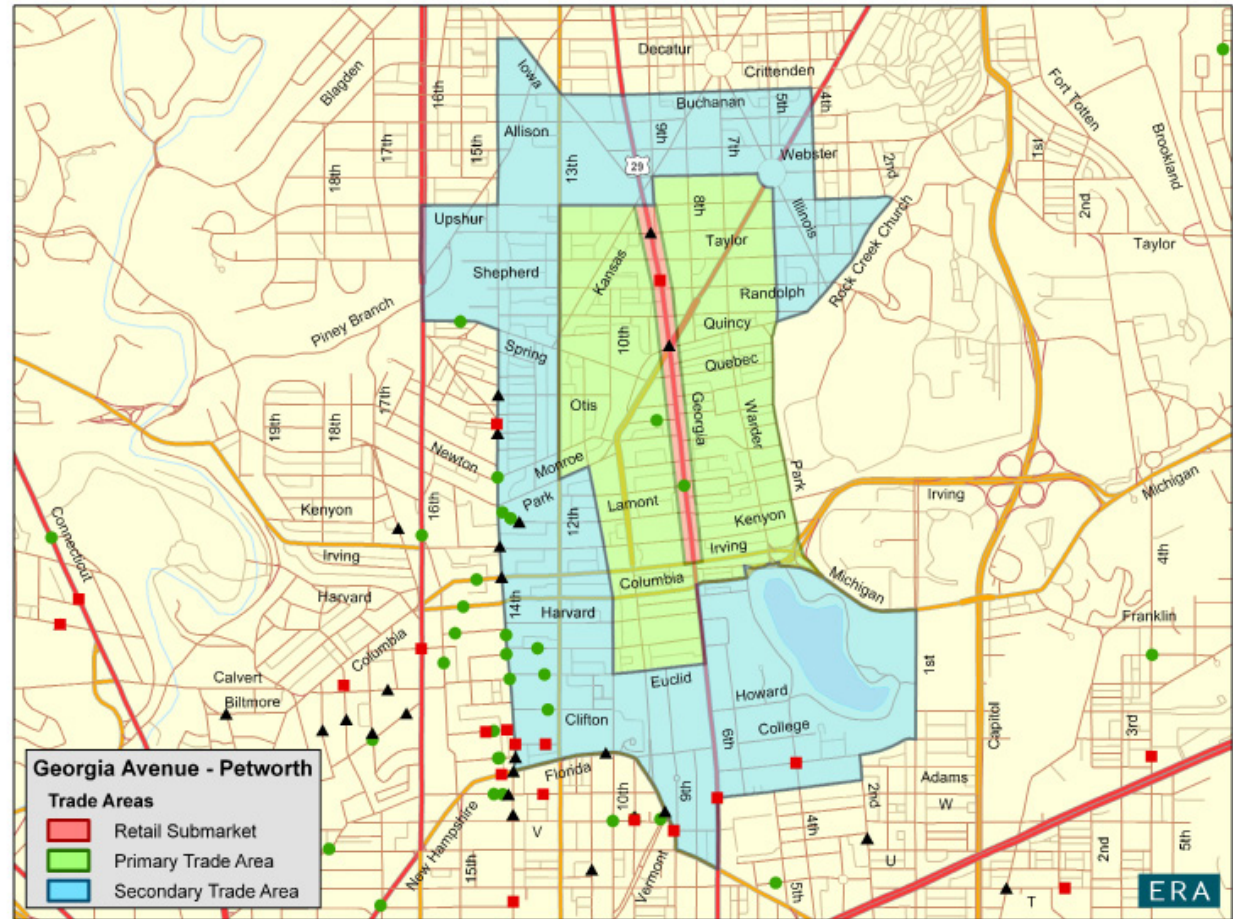 Decatur
Crittenden
Iowa
Blagden
16th
Buchanan
5th
4th
Fort Totten
Brookland
Allison
9th
7th
17th
15th
18th
13th
29
Webster
2nd
1st
2nd
8th
Illinois
Upshur
Taylor
Rock Creek Church
Taylor
Kansas
Shepherd
Randolph
Piney Branch
Quincy
10th
Spring
Quebec
17th
Otis
Georgia
Warder
19th
18th
Newton
Monroe
Park
Michigan
Park
Irving
Lamont
Kenyon
16th
12th
Kenyon
Connecticut
Irving
Irving
4th
Columbia
Michigan
Harvard
14th
Harvard
Franklin
Columbia
1st
Calvert
Euclid
Howard
Biltmore
Clifton
College
Capitol
6th
3rd
Florida
Adams
10th
9th
2nd
W
New Hampshire
V
4th
2nd
5th
15th
Vermont
U
5th
T
Georgia Avenue - Petworth
Trade Areas
Retail Submarket
Primary Trade Area
Secondary Trade Area
ERA